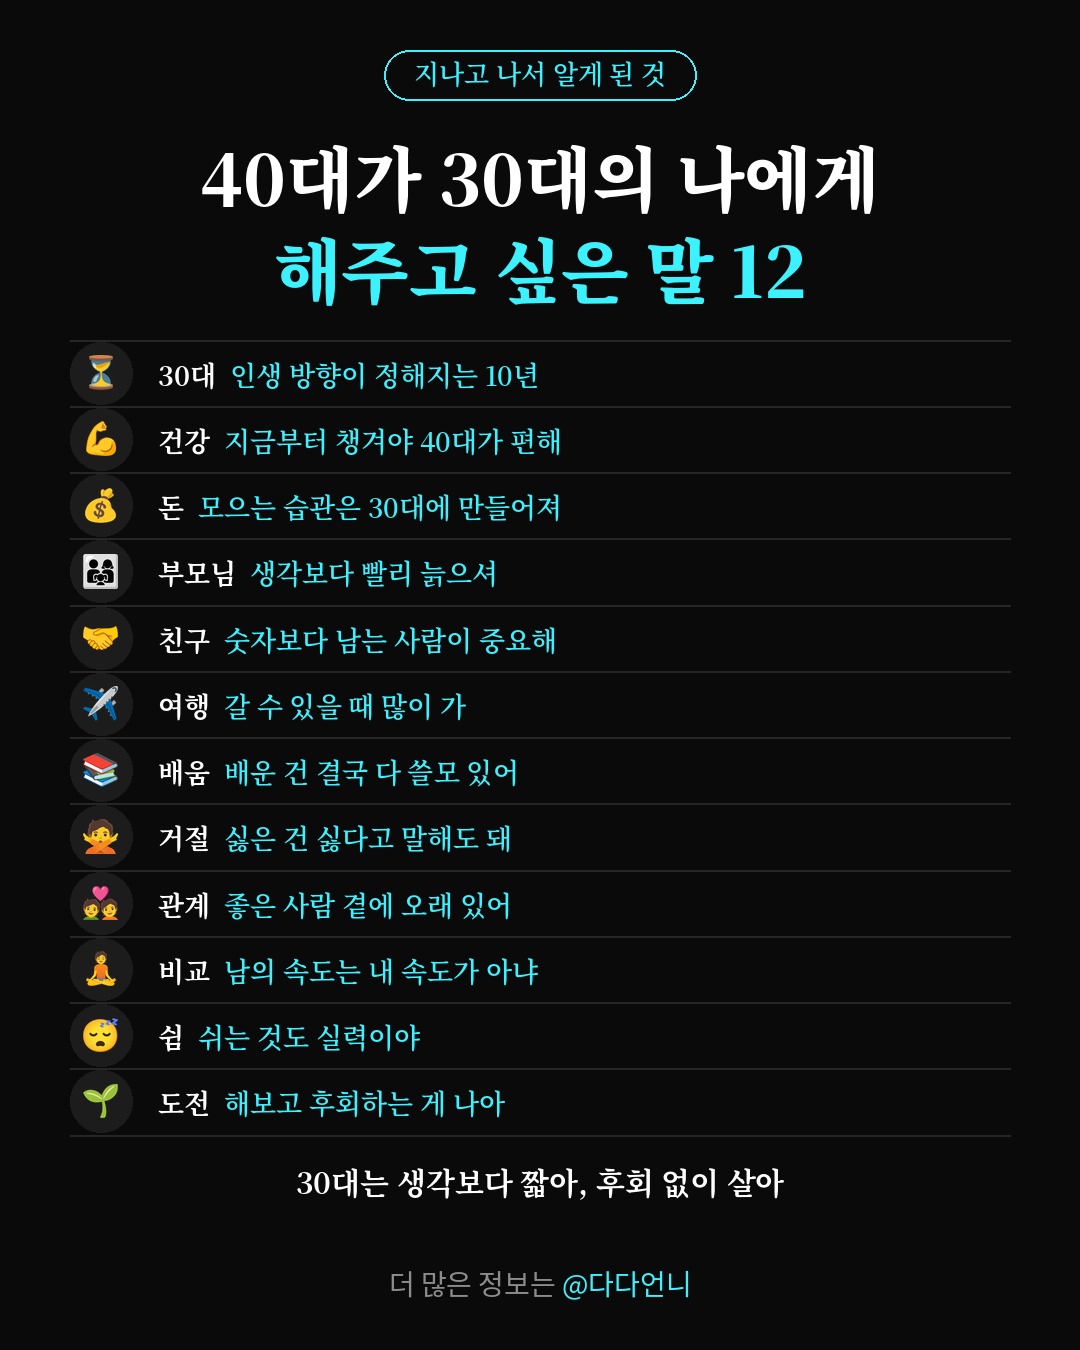 지나고 나서 알게 된 것
40대가 30대의 나에게
해주고 싶은 말 12
30대 인생 방향이 정해지는 10년
건강 지금부터 챙겨야 40대가 편해
돈 모으는 습관은 30대에 만들어져
부모님 생각보다 빨리 늙으셔
친구 숫자보다 남는 사람이 중요해
여행 갈 수 있을 때 많이 가
배움 배운 건 결국 다 쓸모 있어
거절 싫은 건 싫다고 말해도 돼
관계 좋은 사람 곁에 오래 있어
비교 남의 속도는 내 속도가 아냐
쉼 쉬는 것도 실력이야
도전 해보고 후회하는 게 나아
30대는 생각보다 짧아, 후회 없이 살아
더 많은 정보는 @다다언니